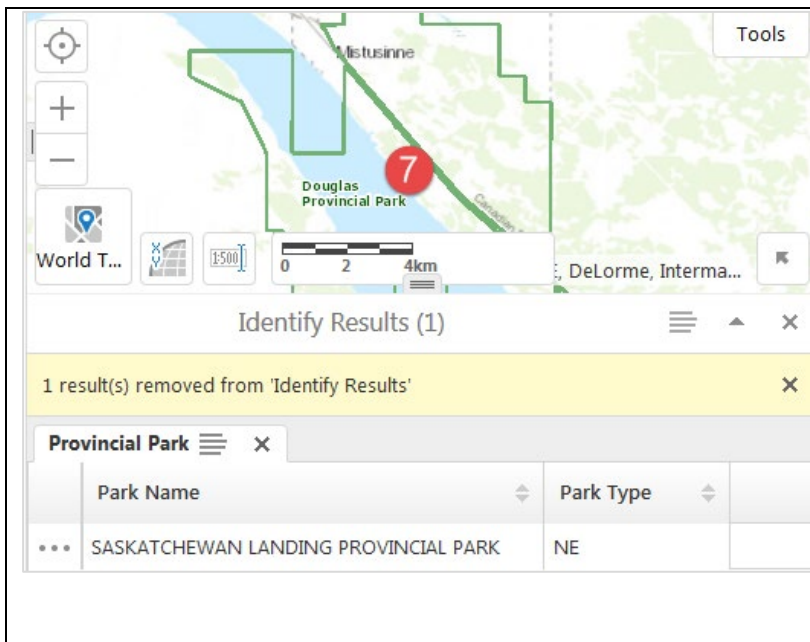 Mistusinne
Tools
7
Douglas
Provincial Park
Canadian
World T...
X
Y
1:500
0 2 4km
, DeLorme, Interma...
Identify Results (1)
1 result(s) removed from 'Identify Results'
Provincial Park
Park Name Park Type
SASKATCHEWAN LANDING PROVINCIAL PARK NE